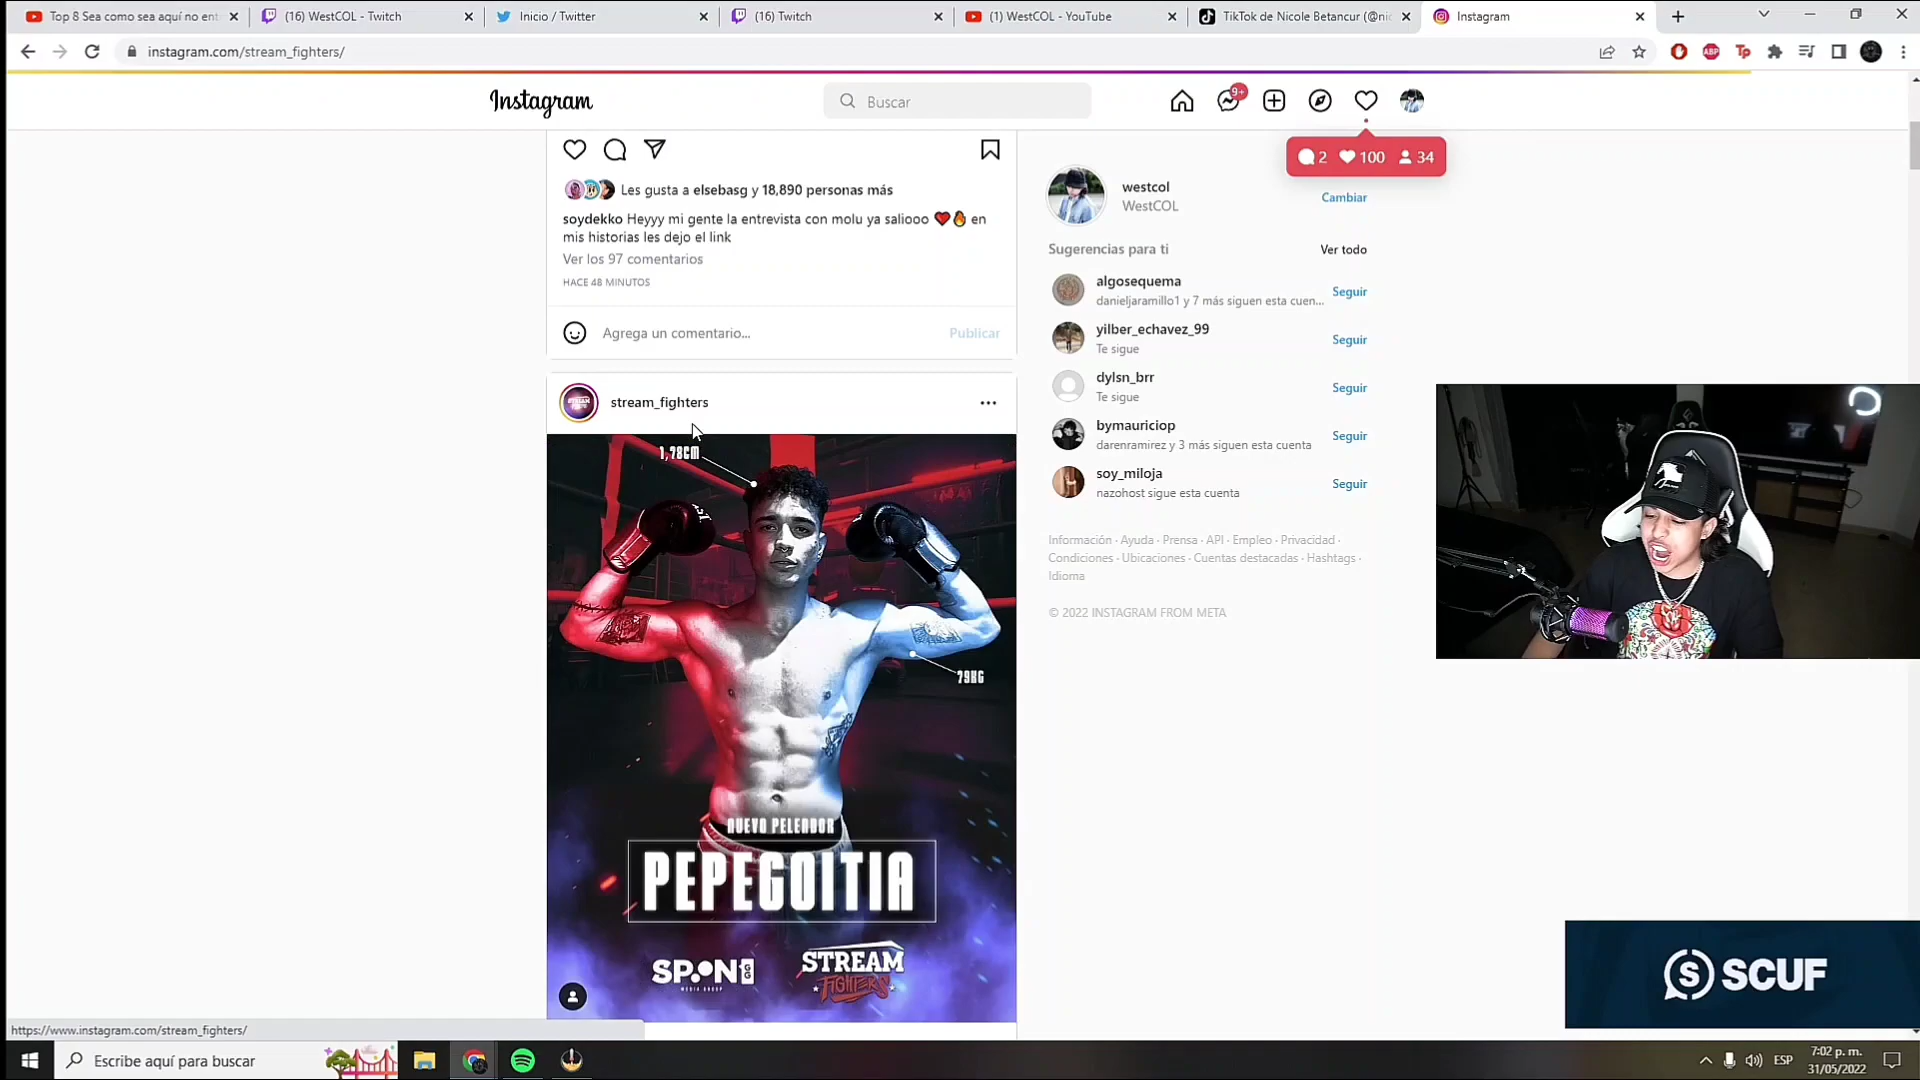 Top 8 Sea como sea aquí no ent
(16) WestCOL - Twitch
Inicio / Twitter
(16) Twitch
(1) WestCOL - YouTube
TikTok de Nicole Betancur (@nic
Instagram
instagram.com/stream_fighters/
Instagram
Buscar
9+
2 100 34
Les gusta a elsebasg y 18,890 personas más
soydekko Heyyy mi gente la entrevista con molu ya saliooo ❤️🔥 en
mis historias les dejo el link
Ver los 97 comentarios
HACE 48 MINUTOS
Agrega un comentario...
Publicar
stream_fighters
1,78CM
79KG
NUEVO PELEADOR
PEPEGOITIA
SPON GG
MEDIA GROUP
STREAM
FIGHTERS
westcol
WestCOL
Cambiar
Sugerencias para ti
Ver todo
algosequema
danieljaramillo1 y 7 más siguen esta cuen...
Seguir
yilber_echavez_99
Te sigue
Seguir
dylsn_brr
Te sigue
Seguir
bymauriciop
darenramirez y 3 más siguen esta cuenta
Seguir
soy_miloja
nazohost sigue esta cuenta
Seguir
Información · Ayuda · Prensa · API · Empleo · Privacidad ·
Condiciones · Ubicaciones · Cuentas destacadas · Hashtags ·
Idioma
© 2022 INSTAGRAM FROM META
SCUF
https://www.instagram.com/stream_fighters/
Escribe aquí para buscar
ESP
7:02 p. m.
31/05/2022